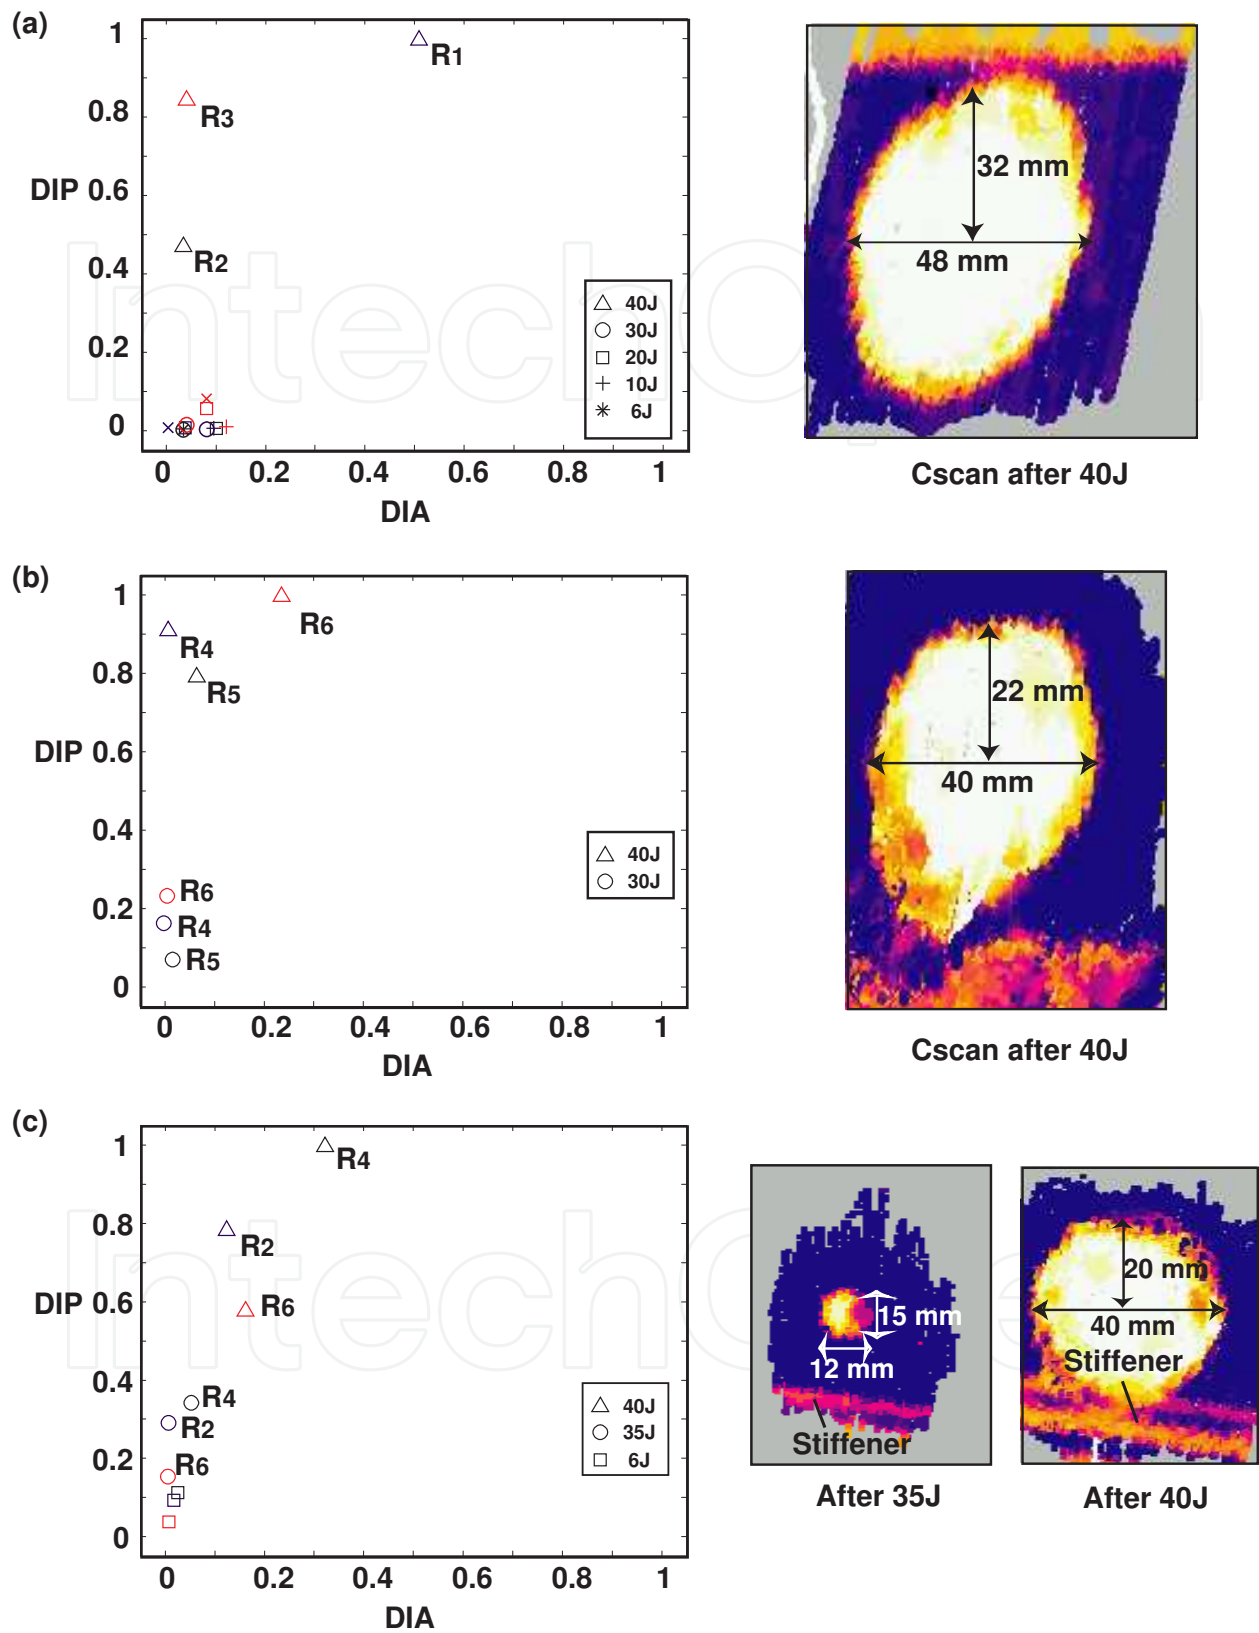 (a)
1
0.8
DIP 0.6
0.4
0.2
0
R1
R3
R2
40J
30J
20J
10J
6J
0 0.2 0.4 0.6 0.8 1
DIA
32 mm
48 mm
Cscan after 40J
(b)
1
0.8
DIP 0.6
0.4
0.2
0
R6
R4
R5
R6
R4
R5
40J
30J
0 0.2 0.4 0.6 0.8 1
DIA
22 mm
40 mm
Cscan after 40J
(c)
1
0.8
DIP 0.6
0.4
0.2
0
R4
R2
R6
R4
R2
R6
40J
35J
6J
0 0.2 0.4 0.6 0.8 1
DIA
15 mm
12 mm
Stiffener
After 35J
20 mm
40 mm
Stiffener
After 40J
IntechOpen
IntechOpen